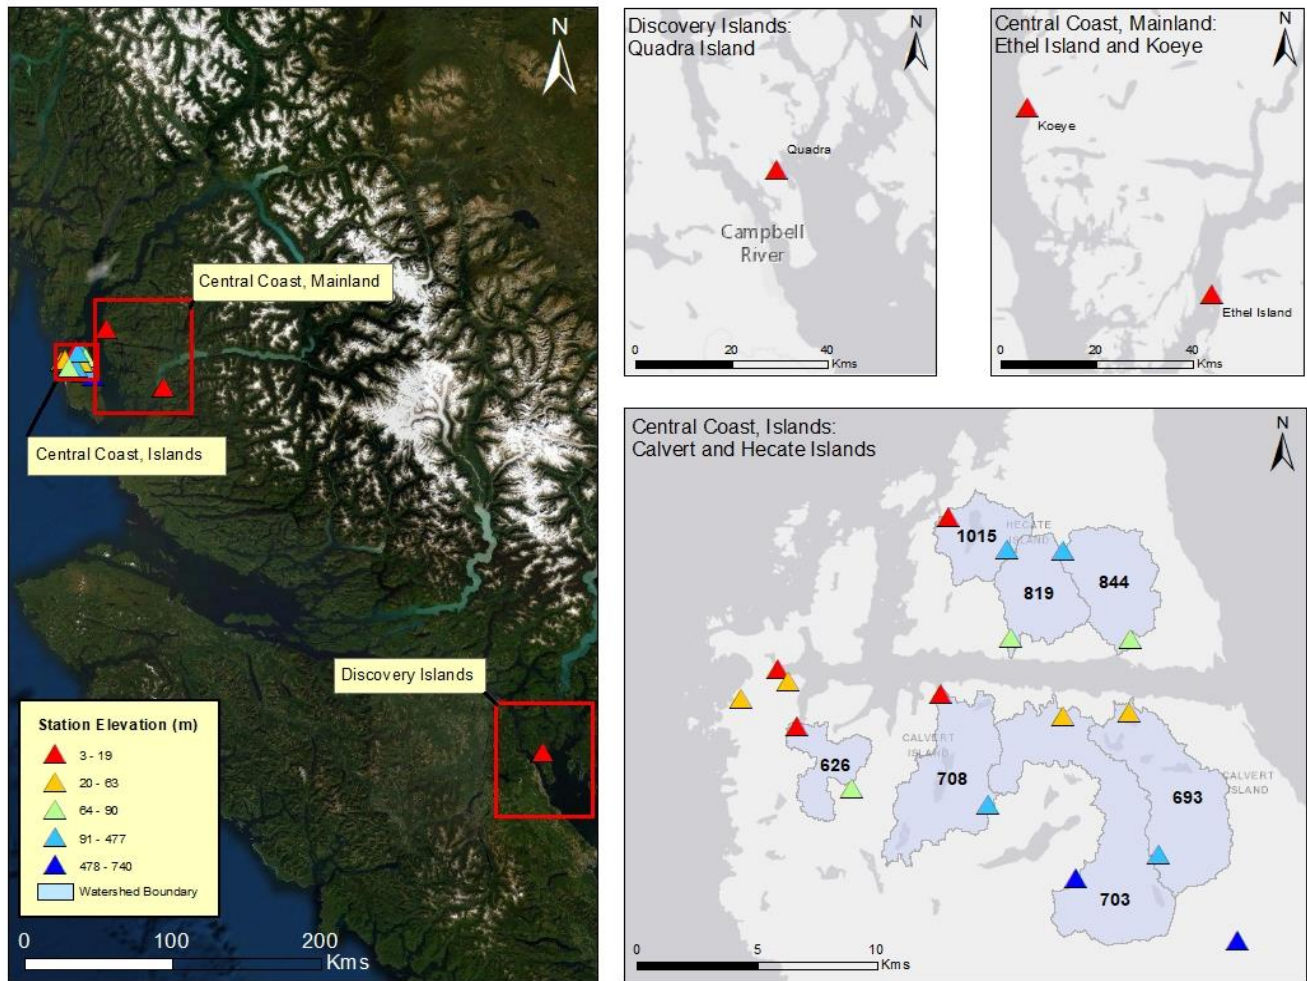 N
Central Coast, Mainland
Central Coast, Islands
Discovery Islands
Station Elevation (m)
3 - 19
20 - 63
64 - 90
91 - 477
478 - 740
Watershed Boundary
0 100 200
Kms
Discovery Islands:
Quadra Island
N
Quadra
Campbell
River
0 20 40
Kms
Central Coast, Mainland:
Ethel Island and Koeye
N
Koeye
Ethel Island
0 20 40
Kms
Central Coast, Islands:
Calvert and Hecate Islands
N
HECATE
ISLAND
1015
819
844
CALVERT
ISLAND
626
708
693
CALVERT
ISLAND
703
0 5 10
Kms